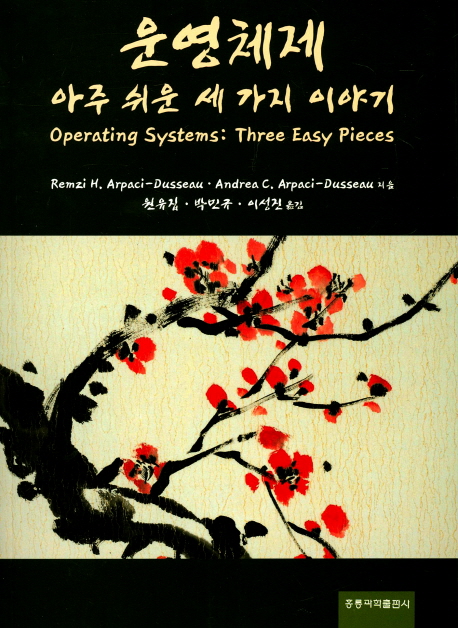 운영체제
아주 쉬운 세 가지 이야기
Operating Systems: Three Easy Pieces
Remzi H. Arpaci-Dusseau · Andrea C. Arpaci-Dusseau 지음
원유집 · 박민규 · 이성진 옮김
홍릉과학출판사